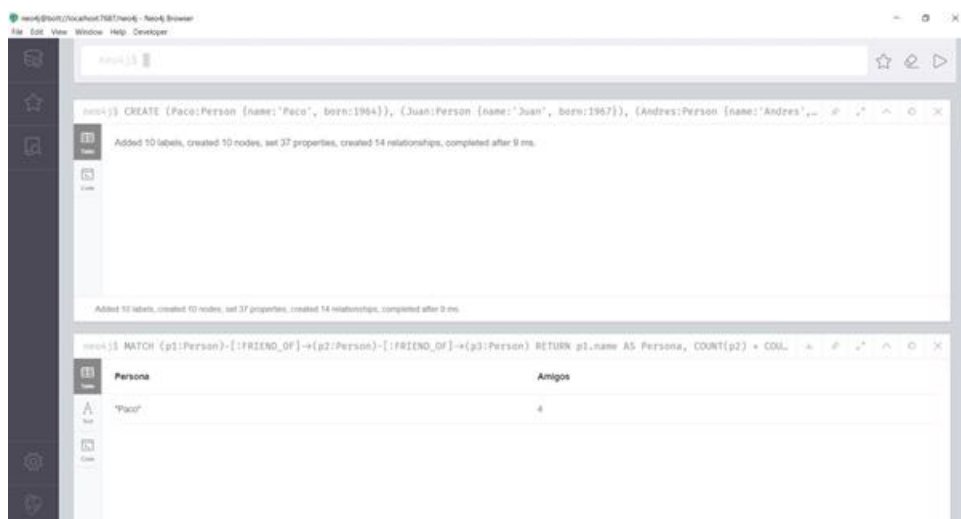 neo4j@bolt://localhost:7687/neo4j - Neo4j Browser
File Edit View Window Help Developer
neo4j$
neo4j$ CREATE (Paco:Person {name:'Paco', born:1964}), (Juan:Person {name:'Juan', born:1967}), (Andres:Person {name:'Andres',…
Table
Added 10 labels, created 10 nodes, set 37 properties, created 14 relationships, completed after 9 ms.
Code
Added 10 labels, created 10 nodes, set 37 properties, created 14 relationships, completed after 9 ms.
neo4j$ MATCH (p1:Person)-[:FRIEND_OF]→(p2:Person)-[:FRIEND_OF]→(p3:Person) RETURN p1.name AS Persona, COUNT(p2) + COU…
Table
Persona Amigos
A
Text
"Paco" 4
Code